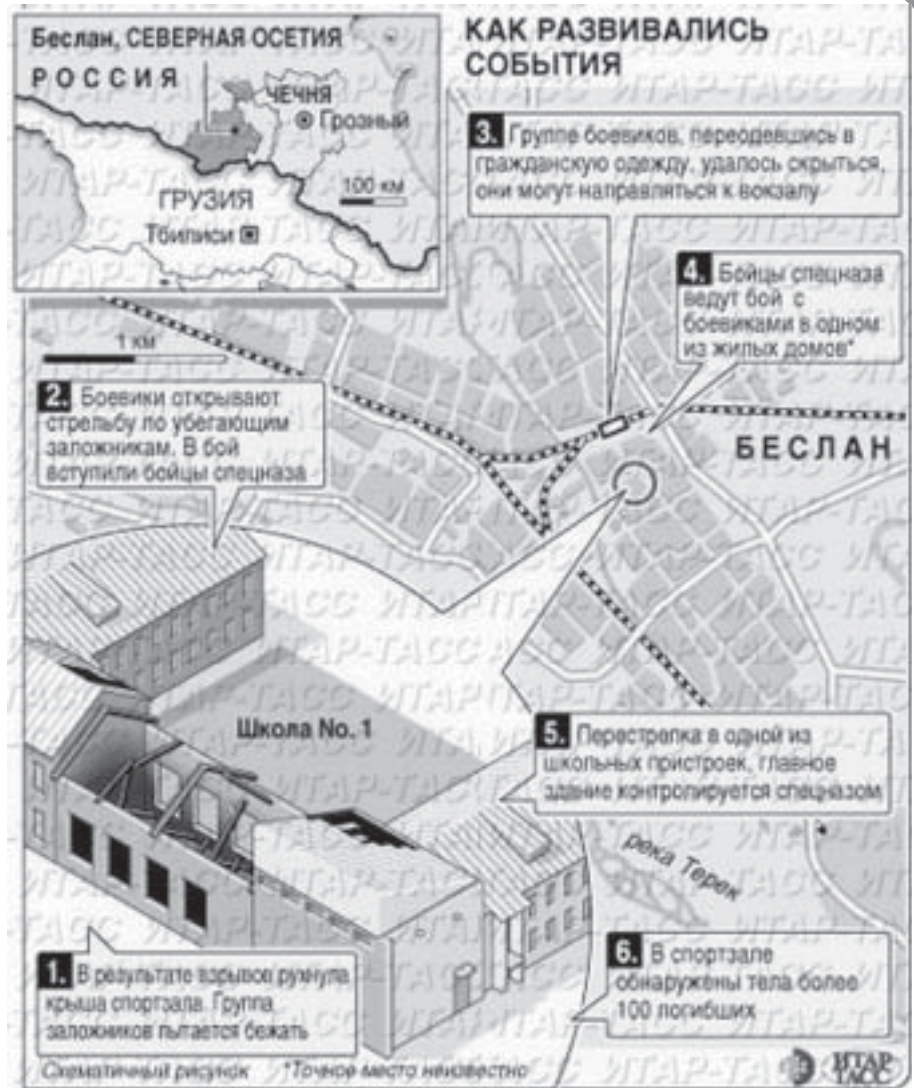 Беслан, СЕВЕРНАЯ ОСЕТИЯ
РОССИЯ
ЧЕЧНЯ
Грозный
100 км
ГРУЗИЯ
Тбилиси
КАК РАЗВИВАЛИСЬ
СОБЫТИЯ
3. Группе боевиков, переодевшись в
гражданскую одежду, удалось скрыться,
они могут направляться к вокзалу
4. Бойцы спецназа
ведут бой с
боевиками в одном
из жилых домов*
1 км
2. Боевики открывают
стрельбу по убегающим
заложникам. В бой
вступили бойцы спецназа
БЕСЛАН
Школа No. 1
5. Перестрелка в одной из
школьных пристроек, главное
здание контролируется спецназом
река Терек
1. В результате взрывов рухнула
крыша спортзала. Группа
заложников пытается бежать
6. В спортзале
обнаружены тела более
100 погибших
Схематичный рисунок *Точное место неизвестно
ИТАР
ТАСС
ИТАР-ТАСС